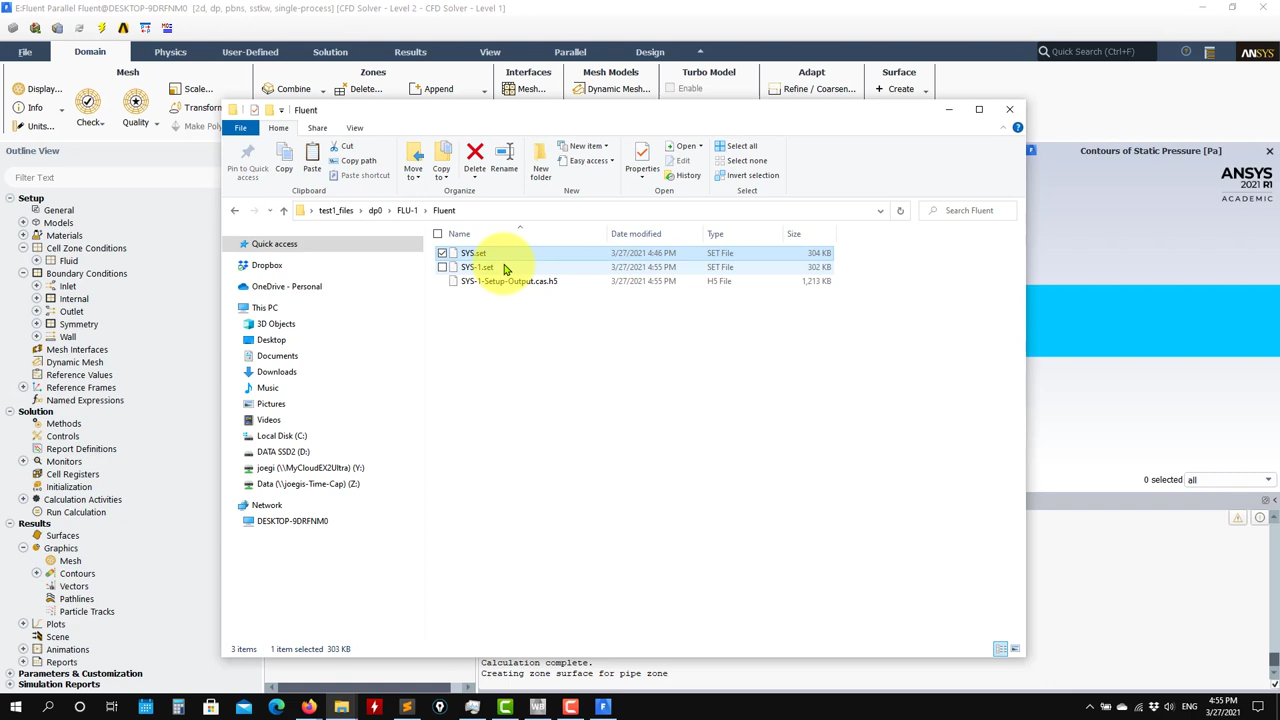 E:Fluent Parallel Fluent@DESKTOP-9DRFNM0 [2d, dp, pbns, sstkw, single-process] [CFD Solver - Level 2 - CFD Solver - Level 1]
File Domain Physics User-Defined Solution Results View Parallel Design Quick Search (Ctrl+F) ANSYS
Mesh Zones Interfaces Mesh Models Turbo Model Adapt Surface
Display... Scale... Combine Delete... Append Mesh... Dynamic Mesh... Enable Refine / Coarsen... Create
Info Check Quality Transform
Units... Make Poly
Fluent
File Home Share View
Pin to Quick access Copy Paste Cut Copy path Paste shortcut Move to Copy to Delete Rename New folder New item Easy access Properties Open Edit History Select all Select none Invert selection
Clipboard Organize New Open Select
test1_files dp0 FLU-1 Fluent Search Fluent
Name Date modified Type Size
SYS.set 3/27/2021 4:46 PM SET File 304 KB
SYS-1.set 3/27/2021 4:55 PM SET File 302 KB
SYS-1-Setup-Output.cas.h5 3/27/2021 4:55 PM H5 File 1,213 KB
Quick access
Dropbox
OneDrive - Personal
This PC
3D Objects
Desktop
Documents
Downloads
Music
Pictures
Videos
Local Disk (C:)
DATA SSD2 (D:)
joegi (\\MyCloudEX2Ultra) (Y:)
Data (\\joegis-Time-Cap) (Z:)
Network
DESKTOP-9DRFNM0
3 items 1 item selected 303 KB
Outline View
Filter Text
Setup
General
Models
Materials
Cell Zone Conditions
Fluid
Boundary Conditions
Inlet
Internal
Outlet
Symmetry
Wall
Mesh Interfaces
Dynamic Mesh
Reference Values
Reference Frames
Named Expressions
Solution
Methods
Controls
Report Definitions
Monitors
Cell Registers
Initialization
Calculation Activities
Run Calculation
Results
Surfaces
Graphics
Mesh
Contours
Vectors
Pathlines
Particle Tracks
Plots
Scene
Animations
Reports
Parameters & Customization
Simulation Reports
Contours of Static Pressure [Pa]
ANSYS
2021 R1
ACADEMIC
0 selected all
Calculation complete.
Creating zone surface for pipe zone
4:55 PM
3/27/2021